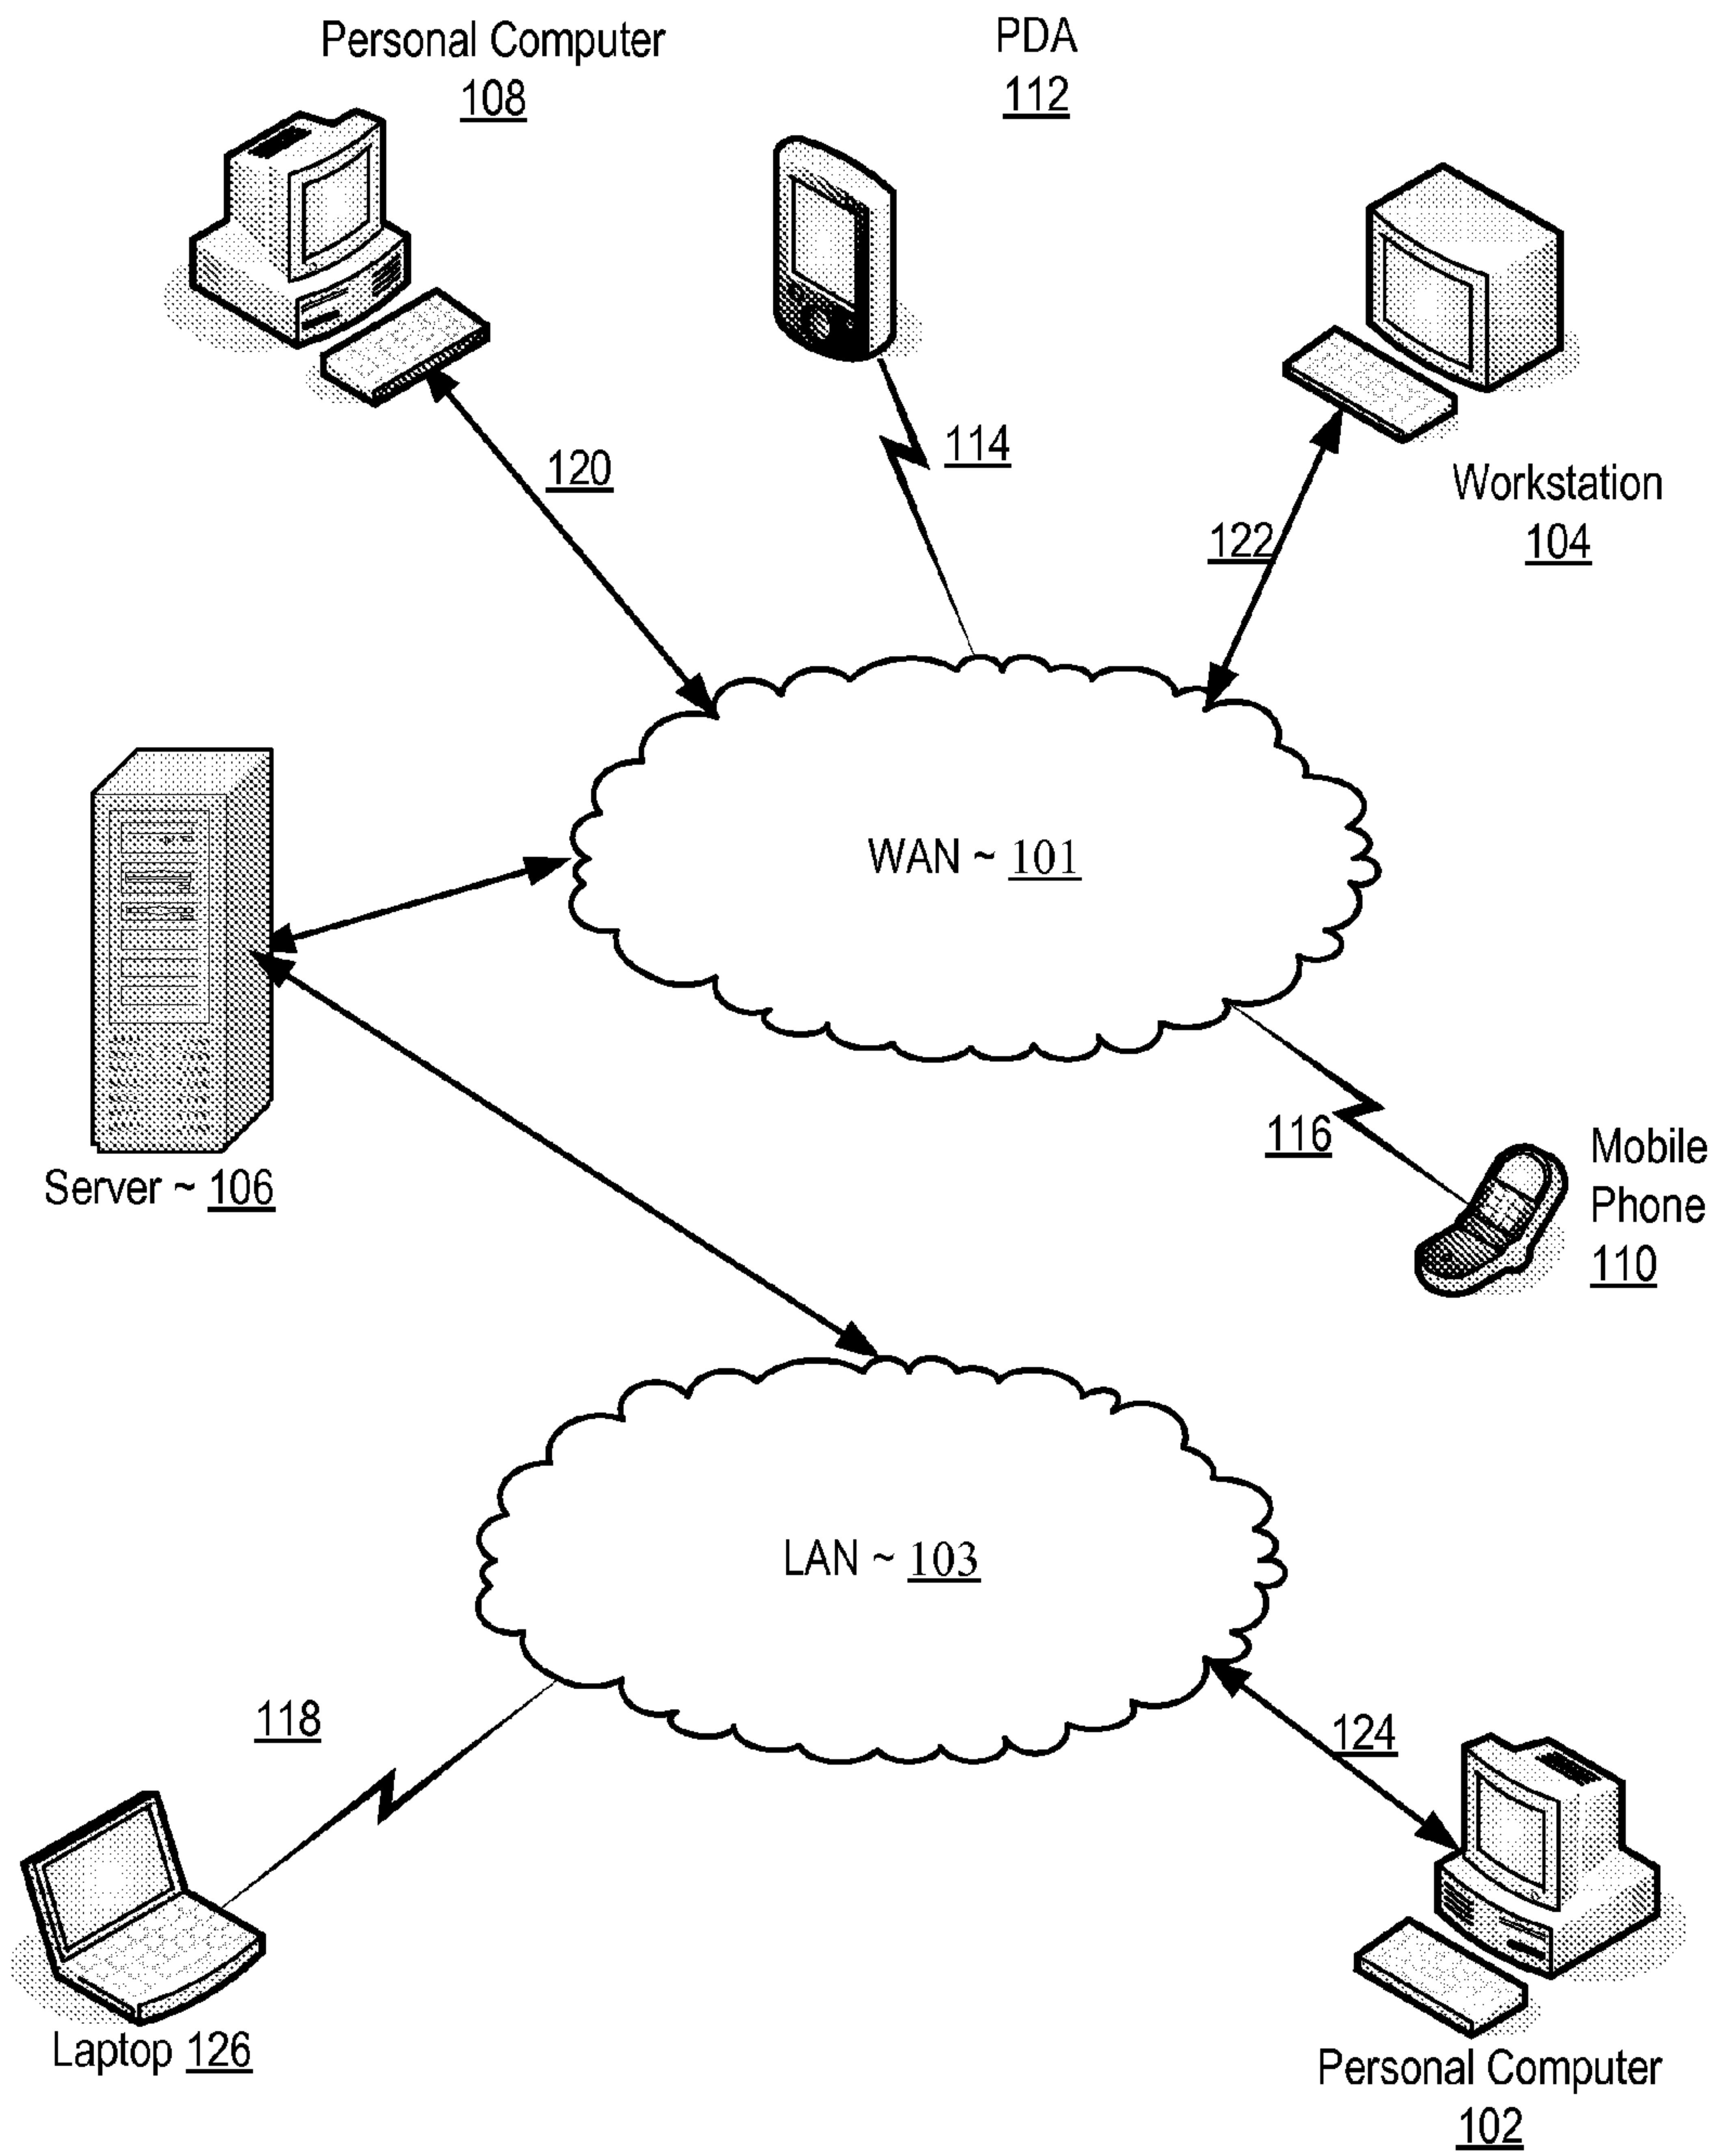 Personal Computer
108
PDA
112
120
114
122
Workstation
104
WAN ~ 101
Server ~ 106
116
Mobile
Phone
110
LAN ~ 103
118
124
Laptop 126
Personal Computer
102